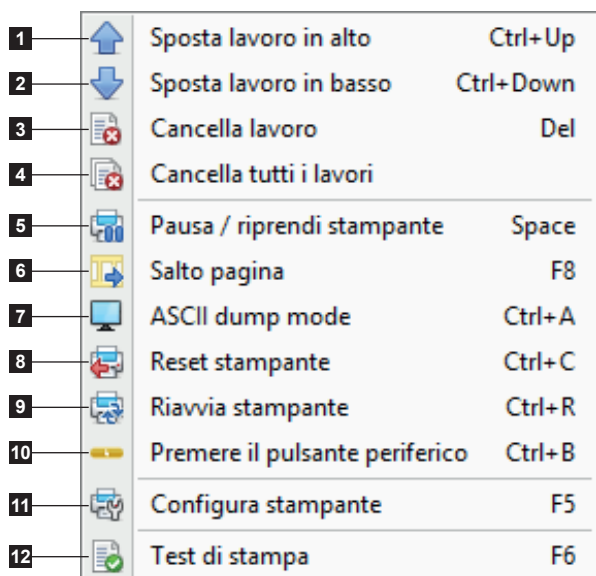 1 Sposta lavoro in alto Ctrl+Up
2 Sposta lavoro in basso Ctrl+Down
3 Cancella lavoro Del
4 Cancella tutti i lavori
5 Pausa / riprendi stampante Space
6 Salto pagina F8
7 ASCII dump mode Ctrl+A
8 Reset stampante Ctrl+C
9 Riavvia stampante Ctrl+R
10 Premere il pulsante periferico Ctrl+B
11 Configura stampante F5
12 Test di stampa F6